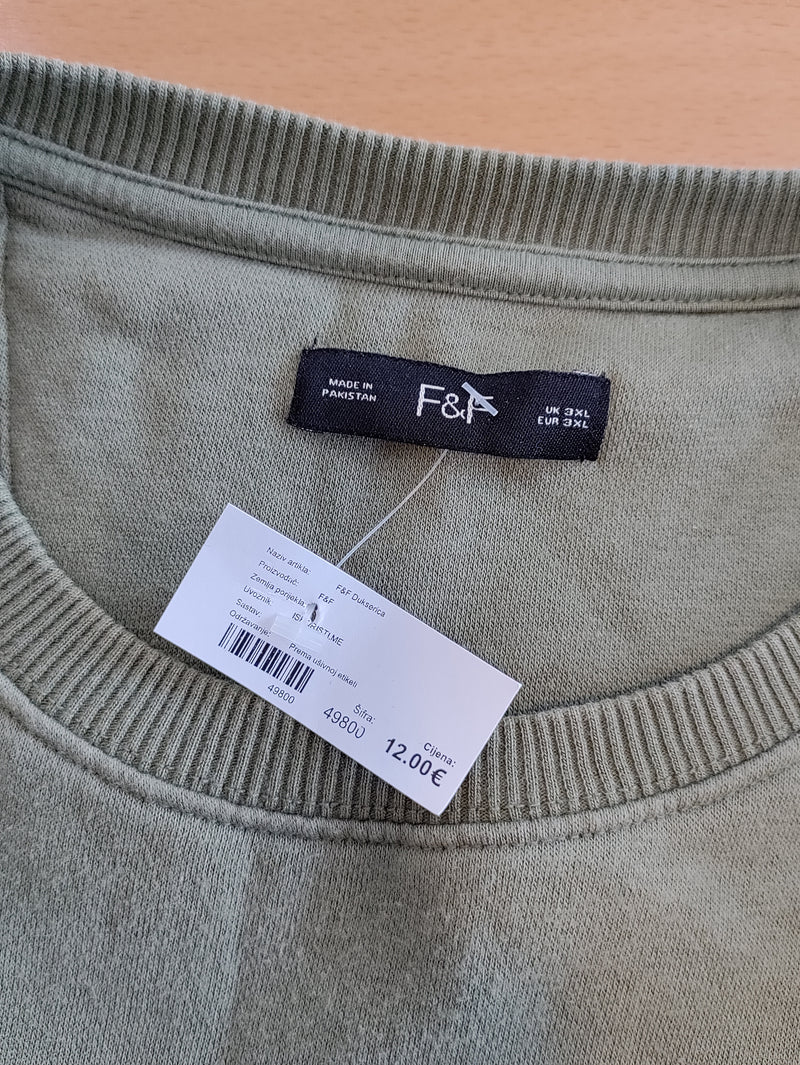 MADE IN
PAKISTAN
F&F
UK 3XL
EUR 3XL
Naziv artikla: F&F Dukserica
Proizvođač: F&F
Zemlja porijekla:
Uvoznik:
Sastav:
Održavanje: Prema ušivnoj etiketi
49800
Šifra:
49800
Cijena:
12.00€